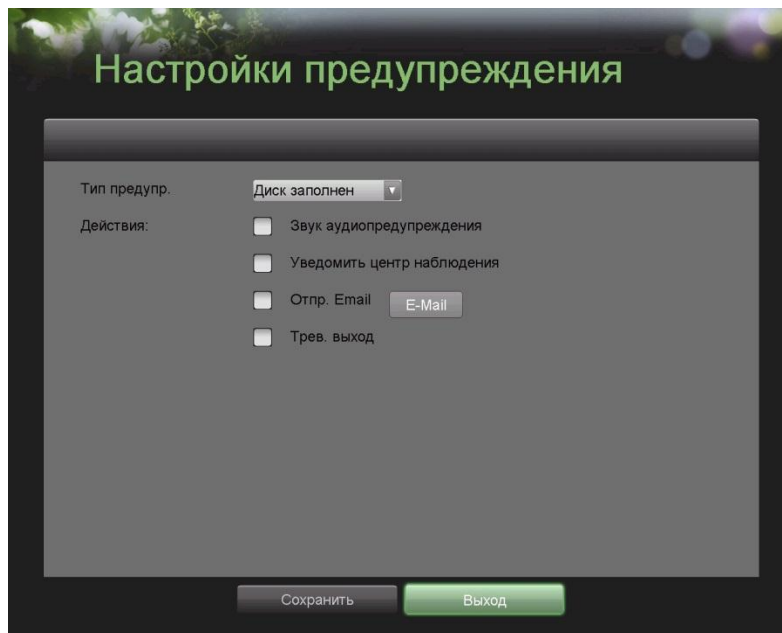 Настройки предупреждения
Тип предупр. Диск заполнен
Действия: Звук аудиопредупреждения
Уведомить центр наблюдения
Отпр. Email E-Mail
Трев. выход
Сохранить Выход